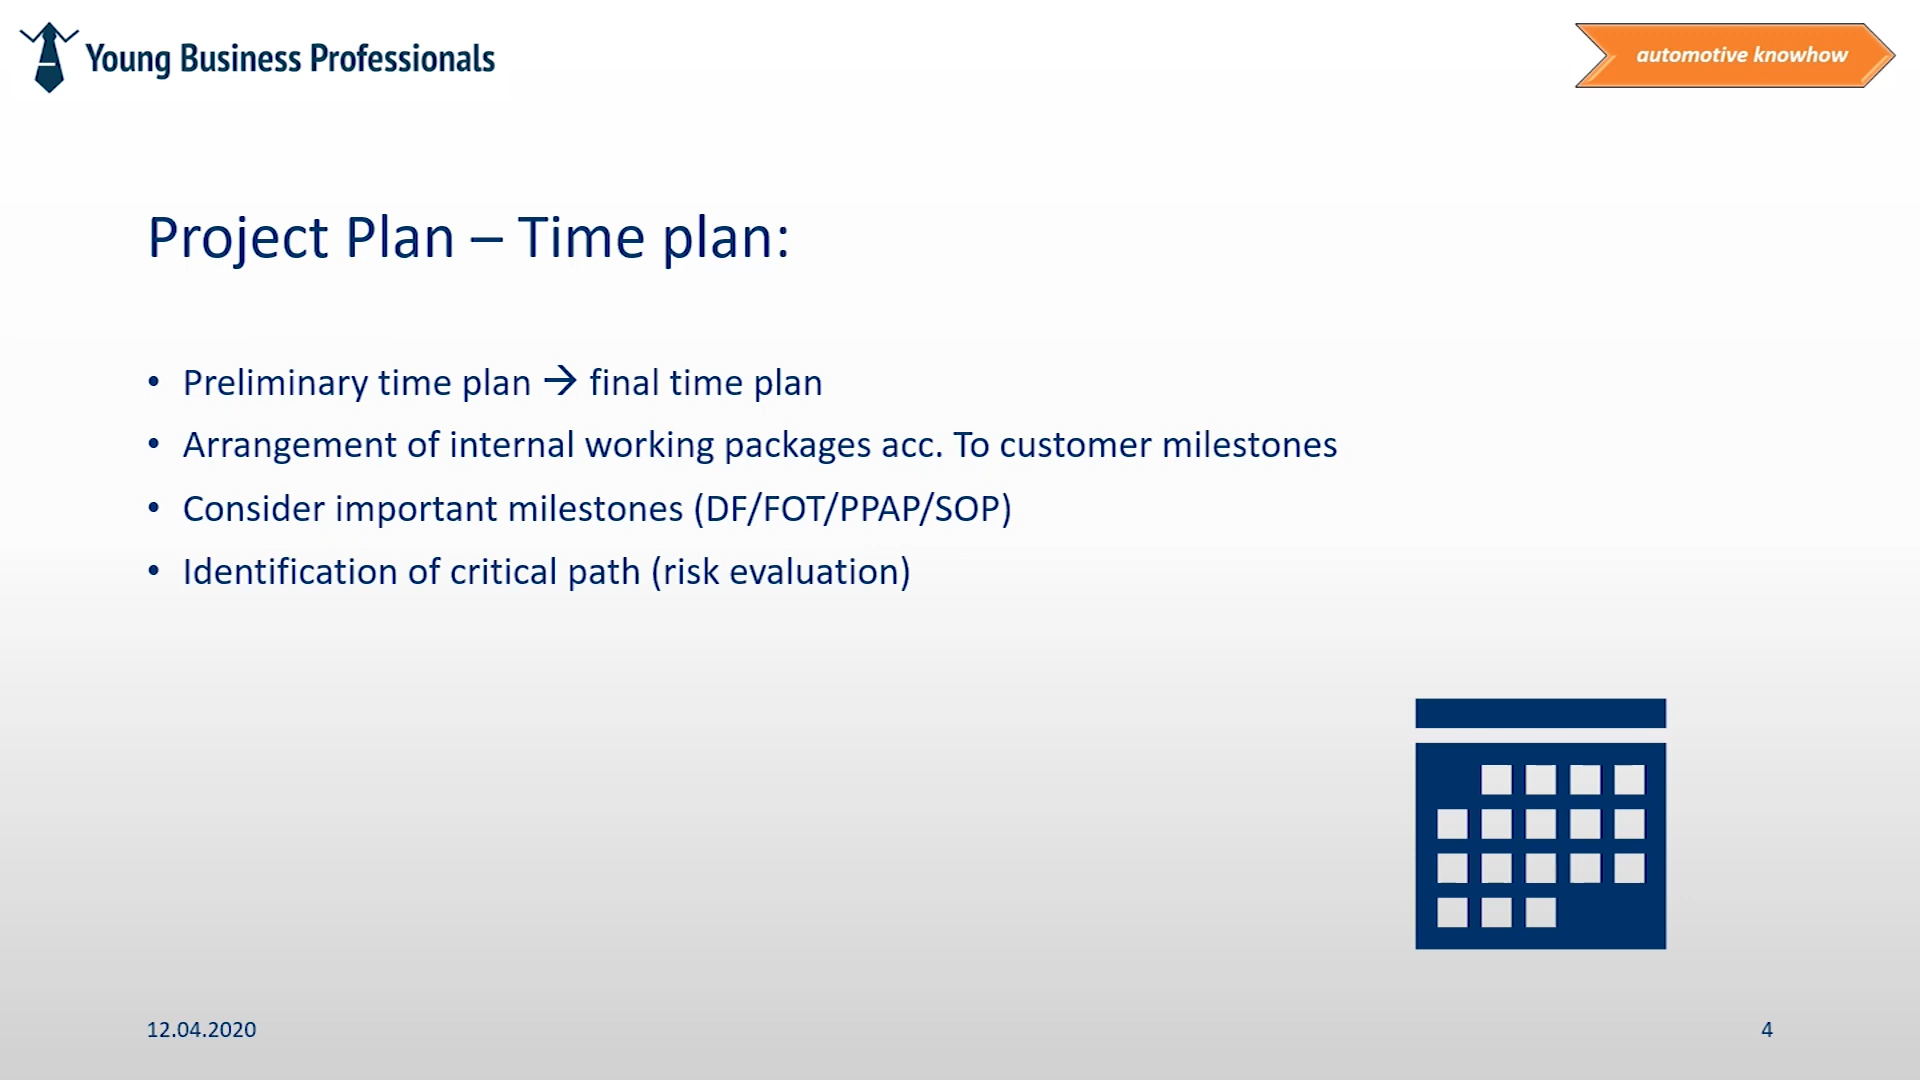 Young Business Professionals
automotive knowhow
Project Plan – Time plan:
• Preliminary time plan → final time plan
• Arrangement of internal working packages acc. To customer milestones
• Consider important milestones (DF/FOT/PPAP/SOP)
• Identification of critical path (risk evaluation)
12.04.2020
4